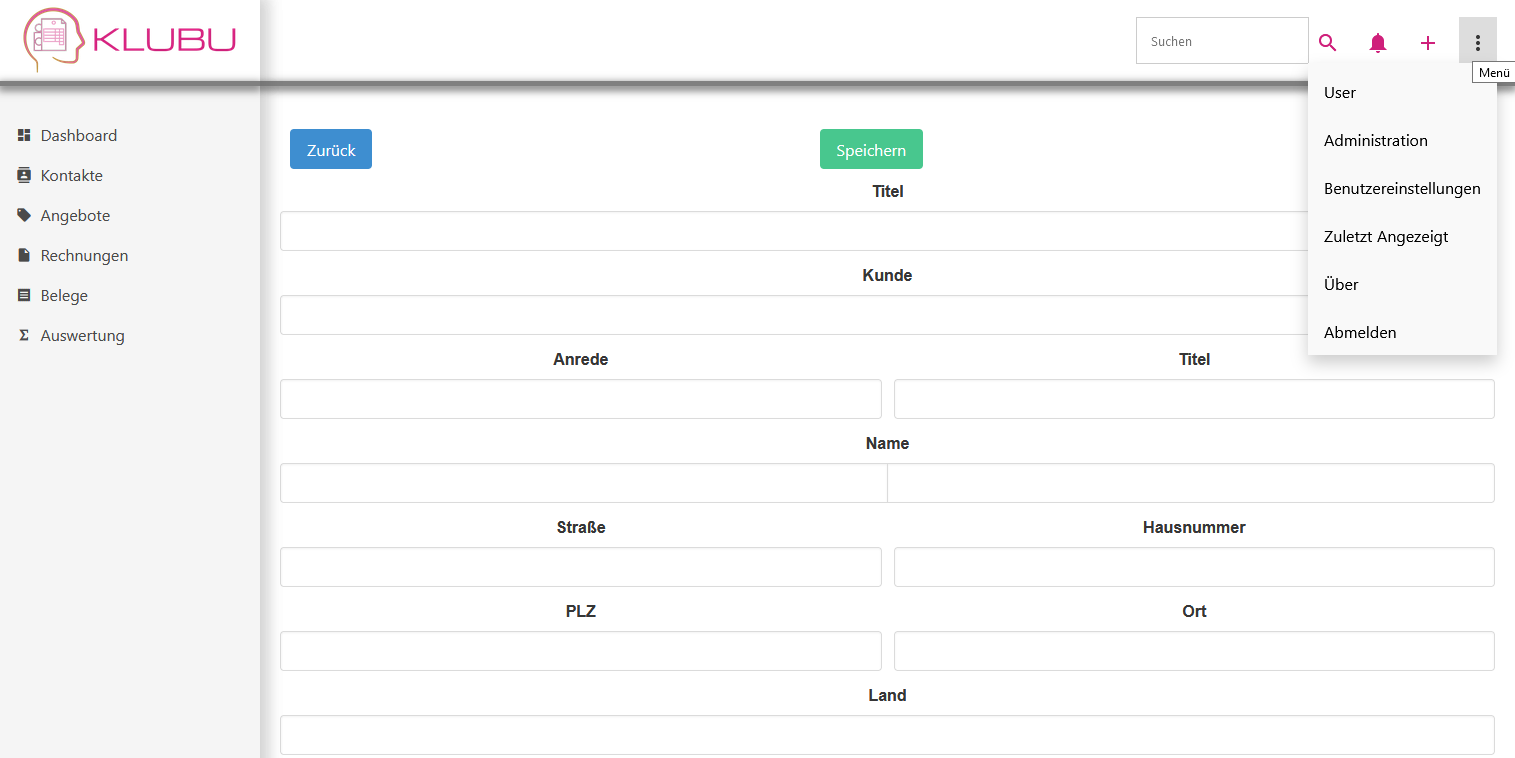 KLUBU
Suchen
Menü
User
Administration
Benutzereinstellungen
Zuletzt Angezeigt
Über
Abmelden
Dashboard
Kontakte
Angebote
Rechnungen
Belege
Σ Auswertung
Zurück
Speichern
Titel
Kunde
Anrede Titel
Name
Straße Hausnummer
PLZ Ort
Land